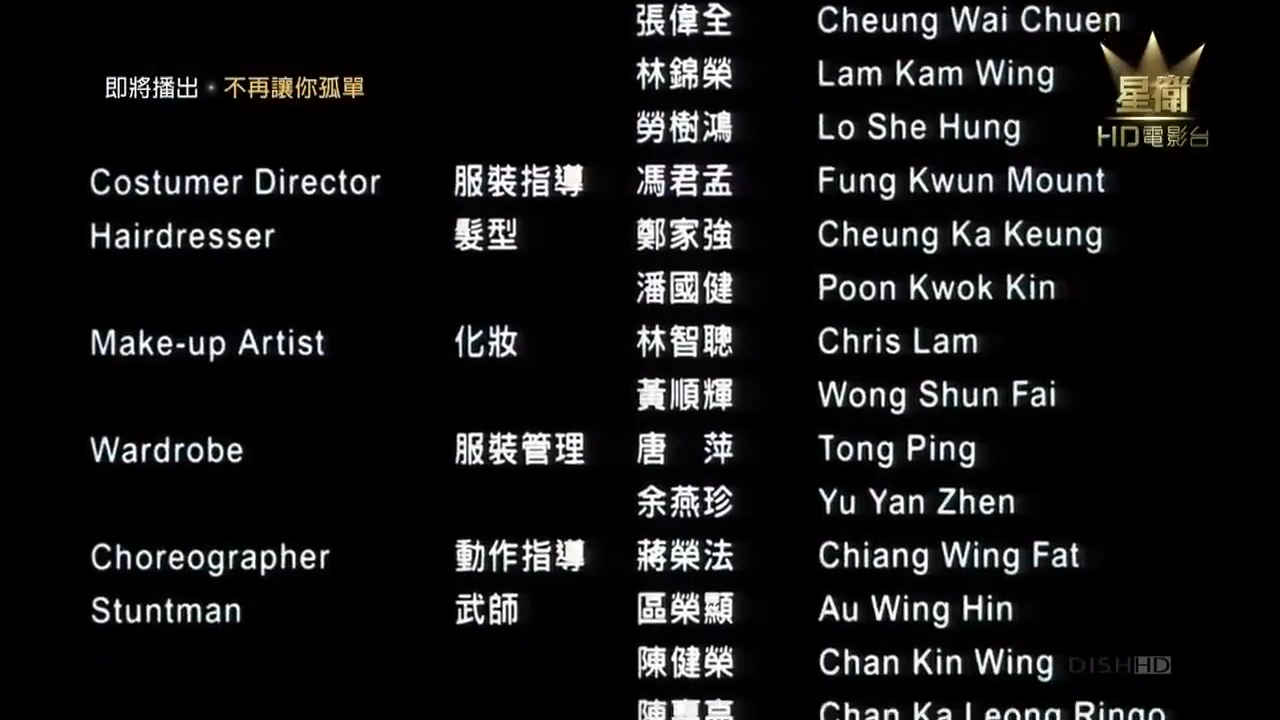 張偉全 Cheung Wai Chuen
即將播出・不再讓你孤單
林錦榮 Lam Kam Wing
星衛
HD電影台
勞樹鴻 Lo She Hung
Costumer Director 服裝指導 馮君孟 Fung Kwun Mount
Hairdresser 髮型 鄭家強 Cheung Ka Keung
潘國健 Poon Kwok Kin
Make-up Artist 化妝 林智聰 Chris Lam
黃順輝 Wong Shun Fai
Wardrobe 服裝管理 唐 萍 Tong Ping
余燕珍 Yu Yan Zhen
Choreographer 動作指導 蔣榮法 Chiang Wing Fat
Stuntman 武師 區榮顯 Au Wing Hin
陳健榮 Chan Kin Wing
DISHHD
Chan Ka Leong Ringo